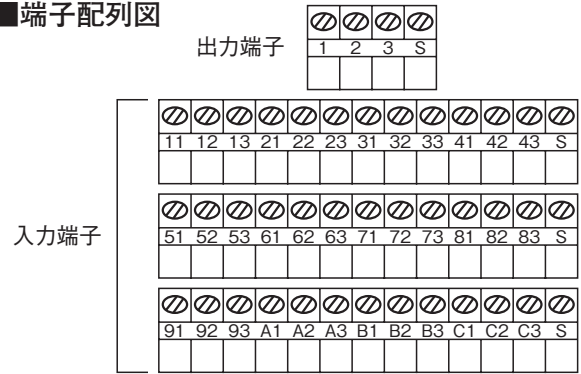 ■端子配列図
出力端子
1 2 3 S
11 12 13 21 22 23 31 32 33 41 42 43 S
入力端子
51 52 53 61 62 63 71 72 73 81 82 83 S
91 92 93 A1 A2 A3 B1 B2 B3 C1 C2 C3 S